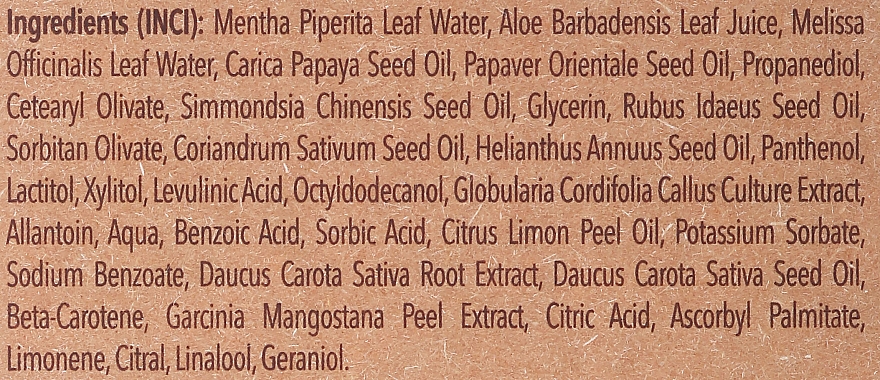 Ingredients (INCI): Mentha Piperita Leaf Water, Aloe Barbadensis Leaf Juice, Melissa
Officinalis Leaf Water, Carica Papaya Seed Oil, Papaver Orientale Seed Oil, Propanediol,
Cetearyl Olivate, Simmondsia Chinensis Seed Oil, Glycerin, Rubus Idaeus Seed Oil,
Sorbitan Olivate, Coriandrum Sativum Seed Oil, Helianthus Annuus Seed Oil, Panthenol,
Lactitol, Xylitol, Levulinic Acid, Octyldodecanol, Globularia Cordifolia Callus Culture Extract,
Allantoin, Aqua, Benzoic Acid, Sorbic Acid, Citrus Limon Peel Oil, Potassium Sorbate,
Sodium Benzoate, Daucus Carota Sativa Root Extract, Daucus Carota Sativa Seed Oil,
Beta-Carotene, Garcinia Mangostana Peel Extract, Citric Acid, Ascorbyl Palmitate,
Limonene, Citral, Linalool, Geraniol.